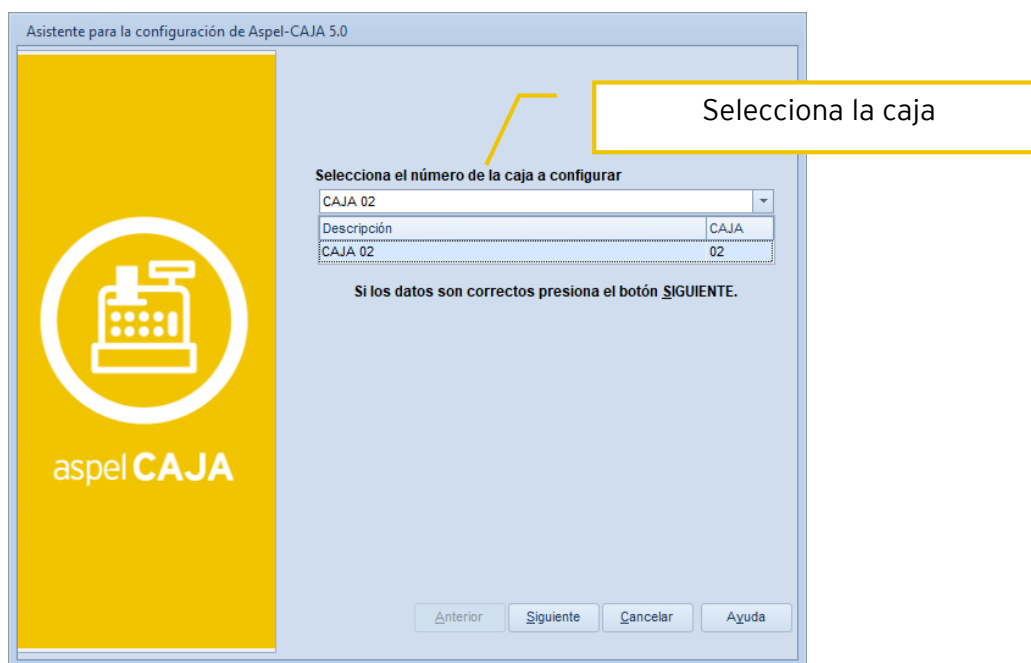 Asistente para la configuración de Aspel-CAJA 5.0
Selecciona la caja
Selecciona el número de la caja a configurar
CAJA 02
Descripción CAJA
CAJA 02 02
Si los datos son correctos presiona el botón SIGUIENTE.
aspel CAJA
Anterior Siguiente Cancelar Ayuda